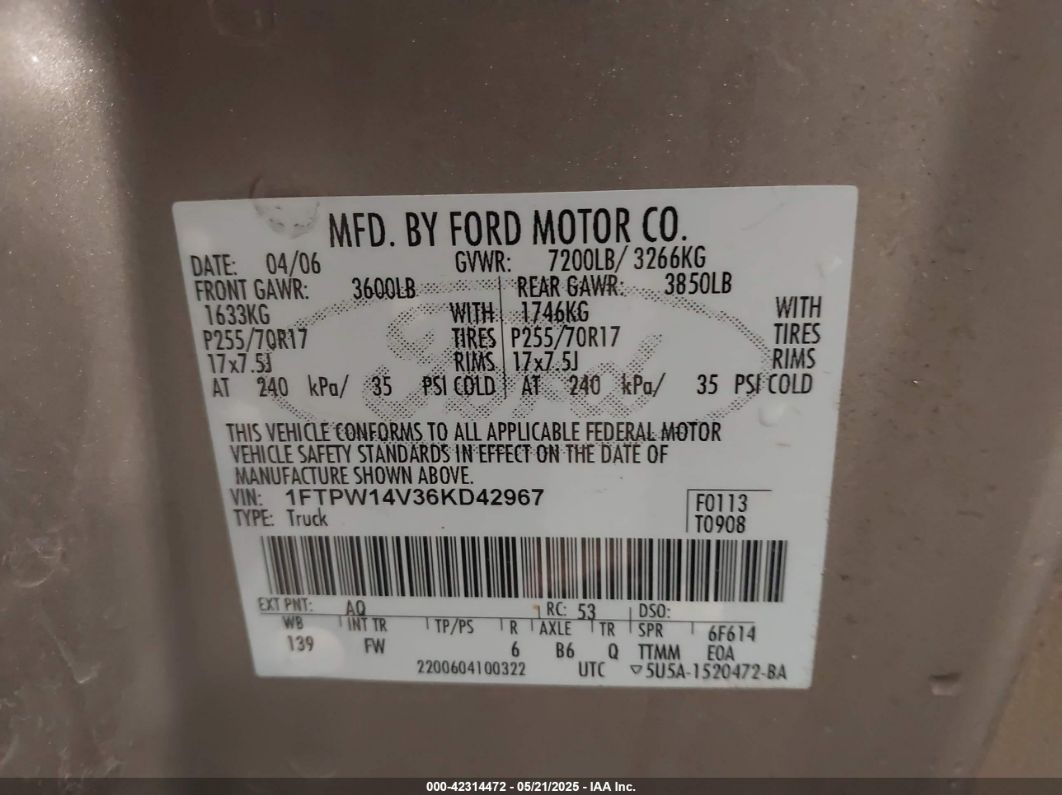 MFD. BY FORD MOTOR CO.
DATE: 04/06 GVWR: 7200LB/ 3266KG
FRONT GAWR: 3600LB REAR GAWR: 3850LB
1633KG WITH 1746KG WITH
P255/70R17 TIRES P255/70R17 TIRES
17x7.5J RIMS 17x7.5J RIMS
AT 240 kPa/ 35 PSI COLD AT 240 kPa/ 35 PSI COLD
THIS VEHICLE CONFORMS TO ALL APPLICABLE FEDERAL MOTOR
VEHICLE SAFETY STANDARDS IN EFFECT ON THE DATE OF
MANUFACTURE SHOWN ABOVE.
VIN: 1FTPW14V36KD42967 F0113
TYPE: Truck T0908
EXT PNT: AQ RC: 53 DSO:
WB INT TR TP/PS R AXLE TR SPR 6F614
139 FW 6 B6 Q TTMM EOA
2200604100322 UTC ▽5U5A-1520472-BA
000-42314472 - 05/21/2025 - IAA Inc.